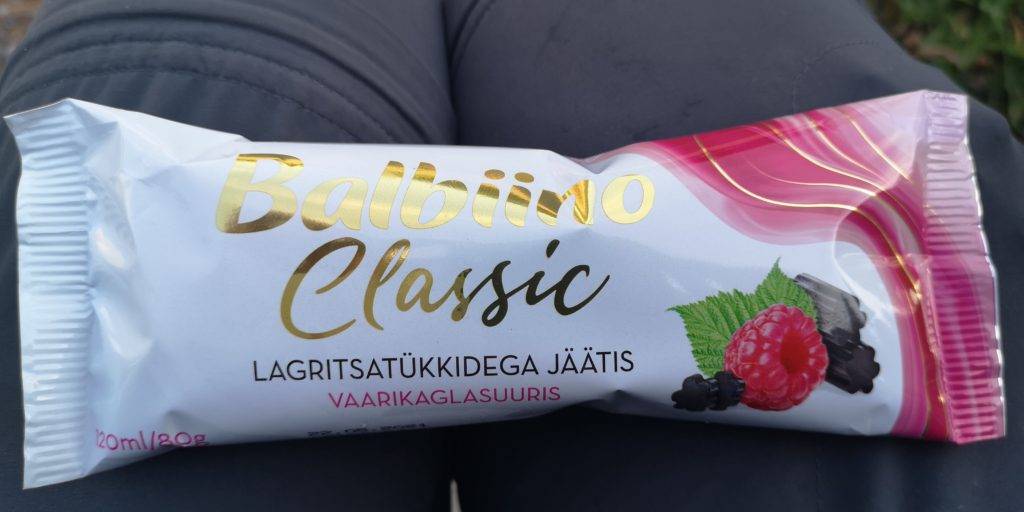 Balbiino
Classic
LAGRITSATÜKKIDEGA JÄÄTIS
VAARIKAGLASUURIS
120ml/80g